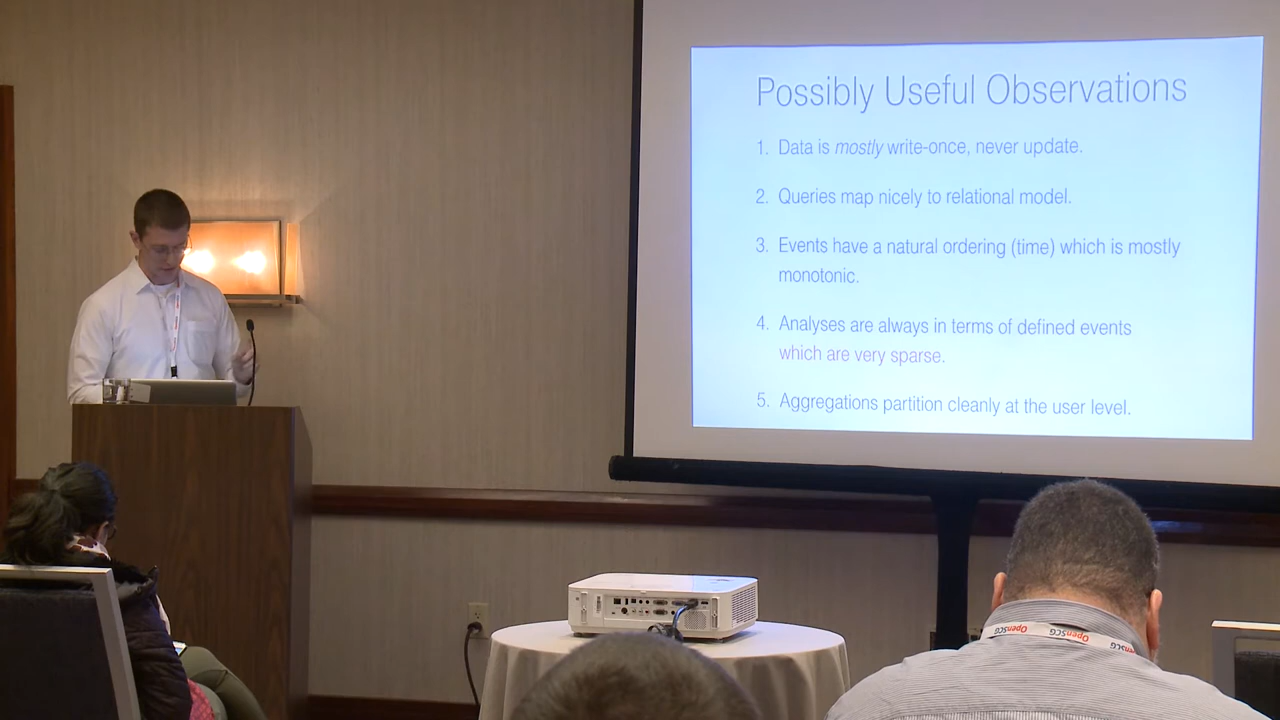 Possibly Useful Observations
1. Data is mostly write-once, never update.
2. Queries map nicely to relational model.
3. Events have a natural ordering (time) which is mostly
monotonic.
4. Analyses are always in terms of defined events
which are very sparse.
5. Aggregations partition cleanly at the user level.
OpenSCG OpenSCG